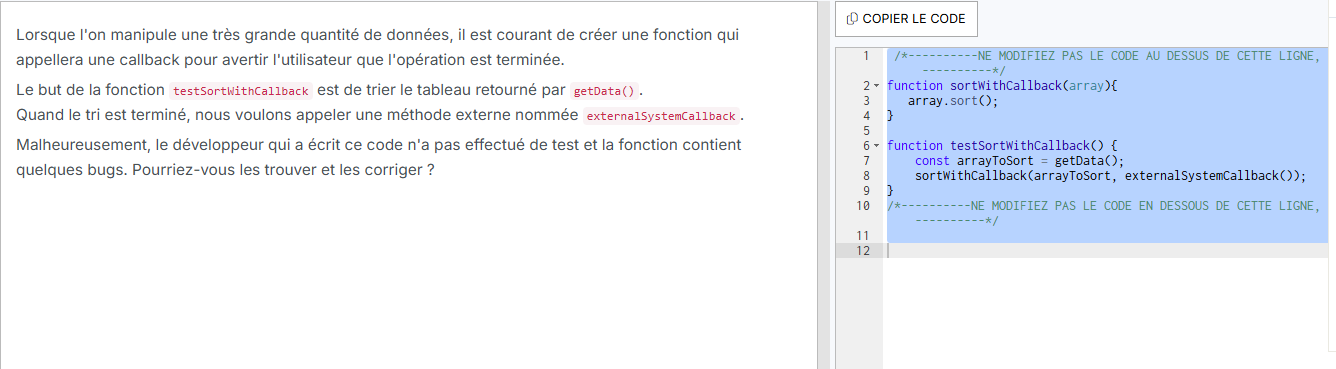 Lorsque l'on manipule une très grande quantité de données, il est courant de créer une fonction qui
appellera une callback pour avertir l'utilisateur que l'opération est terminée.
Le but de la fonction testSortWithCallback est de trier le tableau retourné par getData().
Quand le tri est terminé, nous voulons appeler une méthode externe nommée externalSystemCallback.
Malheureusement, le développeur qui a écrit ce code n'a pas effectué de test et la fonction contient
quelques bugs. Pourriez-vous les trouver et les corriger ?
COPIER LE CODE
1 /*----------NE MODIFIEZ PAS LE CODE AU DESSUS DE CETTE LIGNE,
----------*/
2 function sortWithCallback(array){
3 array.sort();
4 }
5
6 function testSortWithCallback() {
7 const arrayToSort = getData();
8 sortWithCallback(arrayToSort, externalSystemCallback());
9 }
10 /*----------NE MODIFIEZ PAS LE CODE EN DESSOUS DE CETTE LIGNE,
----------*/
11
12